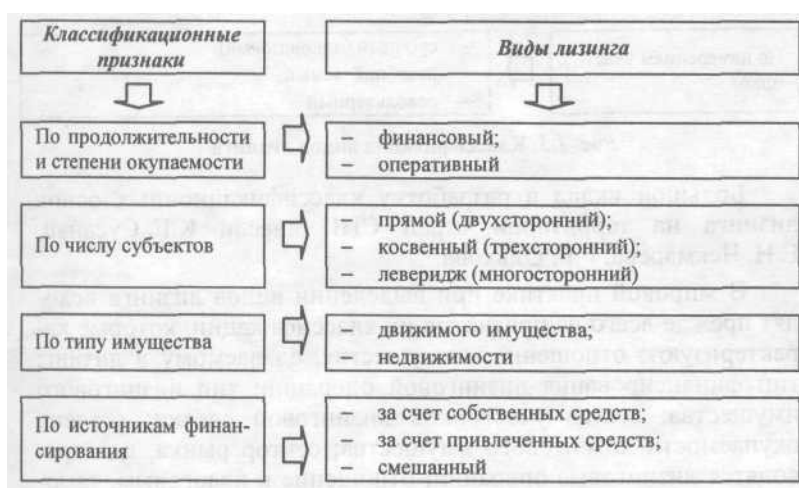 Классификационные
признаки
Виды лизинга
По продолжительности
и степени окупаемости
– финансовый;
– оперативный
По числу субъектов
– прямой (двухсторонний);
– косвенный (трехсторонний);
– леверидж (многосторонний)
По типу имущества
– движимого имущества;
– недвижимости
По источникам финан-
сирования
– за счет собственных средств;
– за счет привлеченных средств;
– смешанный